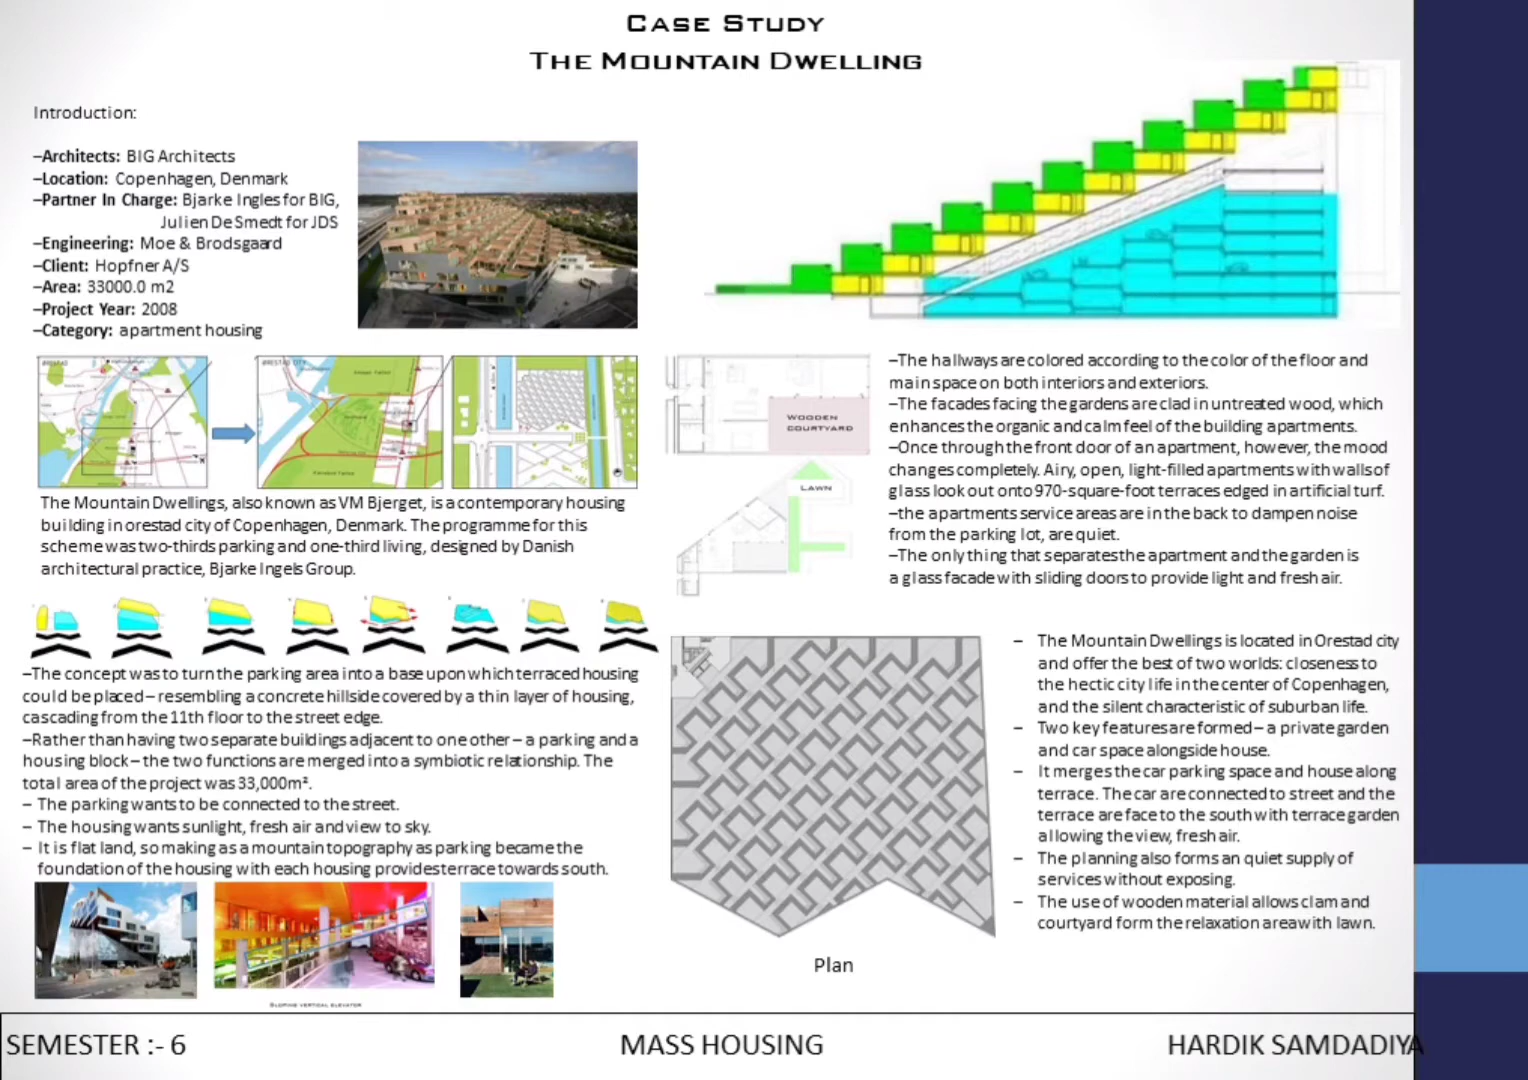 CASE STUDY
THE MOUNTAIN DWELLING
Introduction:
–Architects: BIG Architects
–Location: Copenhagen, Denmark
–Partner In Charge: Bjarke Ingles for BIG,
Julien De Smedt for JDS
–Engineering: Moe & Brodsgaard
–Client: Hopfner A/S
–Area: 33000.0 m2
–Project Year: 2008
–Category: apartment housing
The Mountain Dwellings, also known as VM Bjerget, is a contemporary housing
building in orestad city of Copenhagen, Denmark. The programme for this
scheme was two-thirds parking and one-third living, designed by Danish
architectural practice, Bjarke Ingels Group.
–The concept was to turn the parking area into a base upon which terraced housing
could be placed – resembling a concrete hillside covered by a thin layer of housing,
cascading from the 11th floor to the street edge.
–Rather than having two separate buildings adjacent to one other – a parking and a
housing block – the two functions are merged into a symbiotic relationship. The
total area of the project was 33,000m².
– The parking wants to be connected to the street.
– The housing wants sunlight, fresh air and view to sky.
– It is flat land, so making as a mountain topography as parking became the
foundation of the housing with each housing provides terrace towards south.
SLOPING VERTICAL ELEVATOR
WOODEN
COURTYARD
LAWN
–The hallways are colored according to the color of the floor and
main space on both interiors and exteriors.
–The facades facing the gardens are clad in untreated wood, which
enhances the organic and calm feel of the building apartments.
–Once through the front door of an apartment, however, the mood
changes completely. Airy, open, light-filled apartments with walls of
glass look out onto 970-square-foot terraces edged in artificial turf.
–the apartments service areas are in the back to dampen noise
from the parking lot, are quiet.
–The only thing that separates the apartment and the garden is
a glass facade with sliding doors to provide light and fresh air.
Plan
– The Mountain Dwellings is located in Orestad city
and offer the best of two worlds: closeness to
the hectic city life in the center of Copenhagen,
and the silent characteristic of suburban life.
– Two key features are formed – a private garden
and car space alongside house.
– It merges the car parking space and house along
terrace. The car are connected to street and the
terrace are face to the south with terrace garden
allowing the view, fresh air.
– The planning also forms an quiet supply of
services without exposing.
– The use of wooden material allows clam and
courtyard form the relaxation area with lawn.
SEMESTER :- 6
MASS HOUSING
HARDIK SAMDADIYA